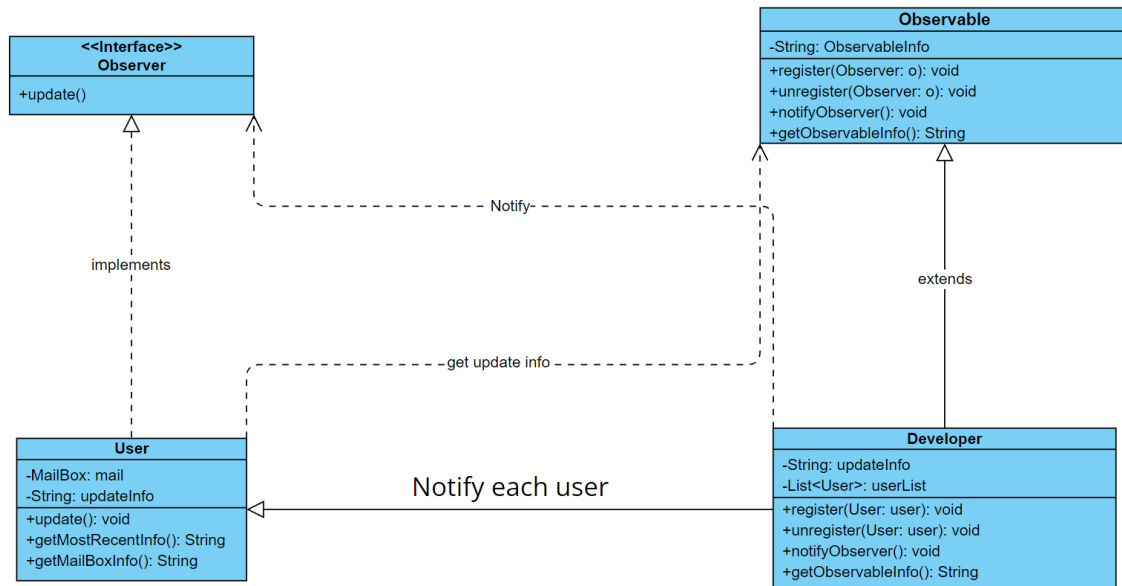 <<Interface>>
Observer
+update()
Observable
-String: ObservableInfo
+register(Observer: o): void
+unregister(Observer: o): void
+notifyObserver(): void
+getObservableInfo(): String
Notify
implements
extends
get update info
User
-MailBox: mail
-String: updateInfo
+update(): void
+getMostRecentInfo(): String
+getMailBoxInfo(): String
Notify each user
Developer
-String: updateInfo
-List<User>: userList
+register(User: user): void
+unregister(User: user): void
+notifyObserver(): void
+getObservableInfo(): String